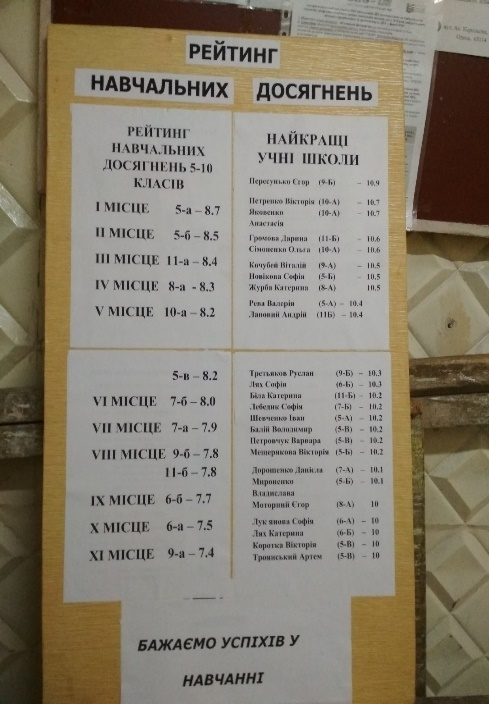 РЕЙТИНГ
НАВЧАЛЬНИХ ДОСЯГНЕНЬ
РЕЙТИНГ
НАВЧАЛЬНИХ
ДОСЯГНЕНЬ 5-10
КЛАСІВ
І МІСЦЕ 5-а – 8.7
ІІ МІСЦЕ 5-б – 8.5
ІІІ МІСЦЕ 11-а – 8.4
IV МІСЦЕ 8-а - 8.3
V МІСЦЕ 10-а – 8.2
5-в – 8.2
VI МІСЦЕ 7-б – 8.0
VII МІСЦЕ 7-а – 7.9
VIII МІСЦЕ 9-б – 7.8
11-б – 7.8
IX МІСЦЕ 6-б – 7.7
X МІСЦЕ 6-а – 7.5
XI МІСЦЕ 9-а – 7.4
НАЙКРАЩІ
УЧНІ ШКОЛИ
Пересунько Єгор (9-Б) – 10.9
Петренко Вікторія (10-А) – 10.7
Яковенко (10-А) – 10.7
Анастасія
Громова Дарина (11-Б) – 10.6
Сімоненко Ольга (10-А) – 10.6
Кочубей Віталій (9-А) – 10.5
Новікова Софія (5-Б) – 10.5
Журба Катерина (8-А) 10.5
Рева Валерія (5-А) – 10.4
Лановий Андрій (11Б) – 10.4
Третьяков Руслан (9-Б) – 10.3
Лях Софія (6-Б) – 10.3
Біла Катерина (11-Б) – 10.2
Лебедик Софія (7-Б) – 10.2
Шевченко Іван (5-А) – 10.2
Балій Володимир (5-В) – 10.2
Петровчук Варвара (5-В) – 10.2
Мещерикова Вікторія (5-Б) – 10.2
Дорошенко Данієла (7-А) – 10.1
Мироненко (5-Б) – 10.1
Владислава
Моторний Єгор (8-А) 10
Лук'янова Софія (6-А) – 10
Лях Катерина (6-Б) – 10
Коротка Вікторія (5-В) – 10
Троянський Артем (5-В) – 10
БАЖАЄМО УСПІХІВ У
НАВЧАННІ